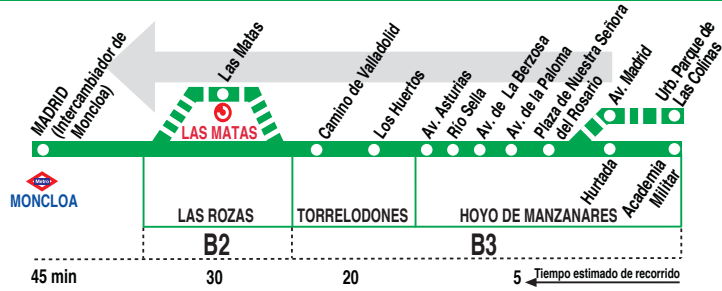 MADRID
(Intercambiador de
Moncloa)
Las Matas
LAS MATAS
Camino de Valladolid
Los Huertos
Av. Asturias
Río Sella
Av. de La Berzosa
Av. de la Paloma
Plaza de Nuestra Señora
del Rosario
Av. Madrid
Urb. Parque de
Las Colinas
Hurtada
Academia
Militar
Metro
MONCLOA
LAS ROZAS
TORRELODONES
HOYO DE MANZANARES
B2
B3
45 min
30
20
5
Tiempo estimado de recorrido